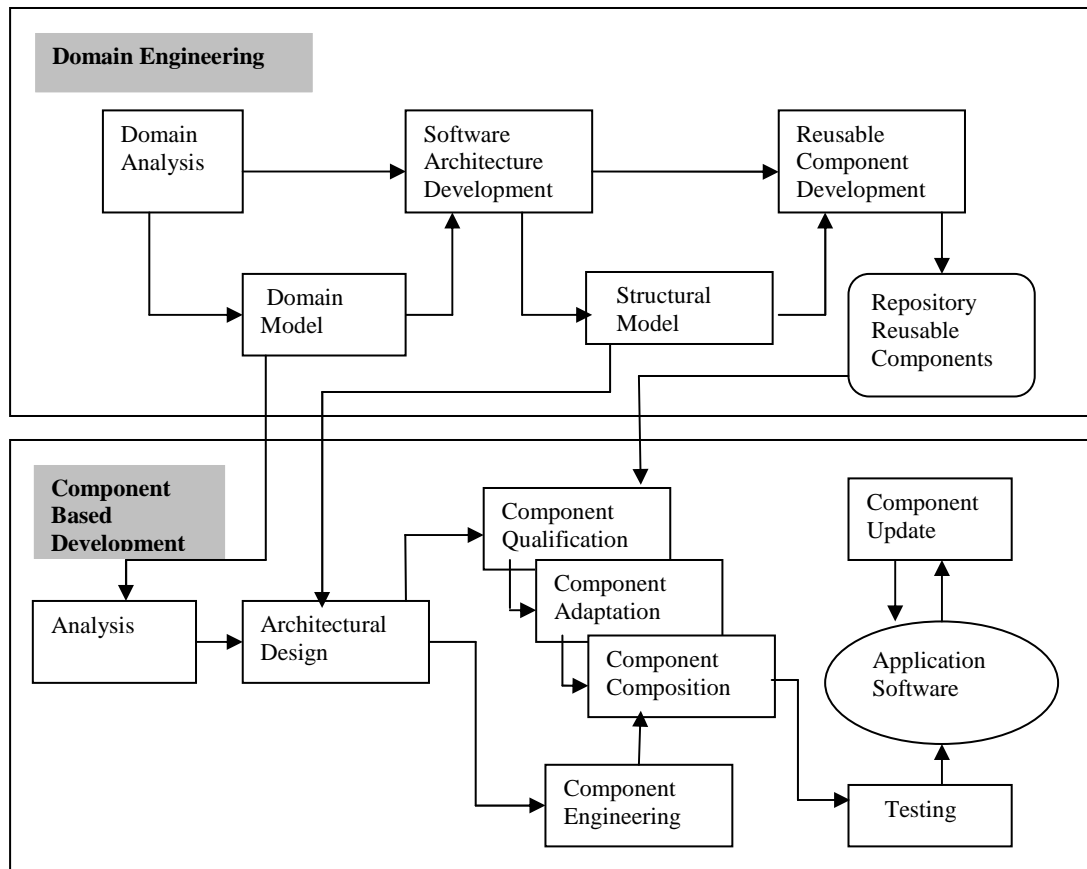 Domain Engineering
Domain
Analysis
Software
Architecture
Development
Reusable
Component
Development
Domain
Model
Structural
Model
Repository
Reusable
Components
Component
Based
Development
Component
Qualification
Component
Update
Analysis
Architectural
Design
Component
Adaptation
Component
Composition
Application
Software
Component
Engineering
Testing